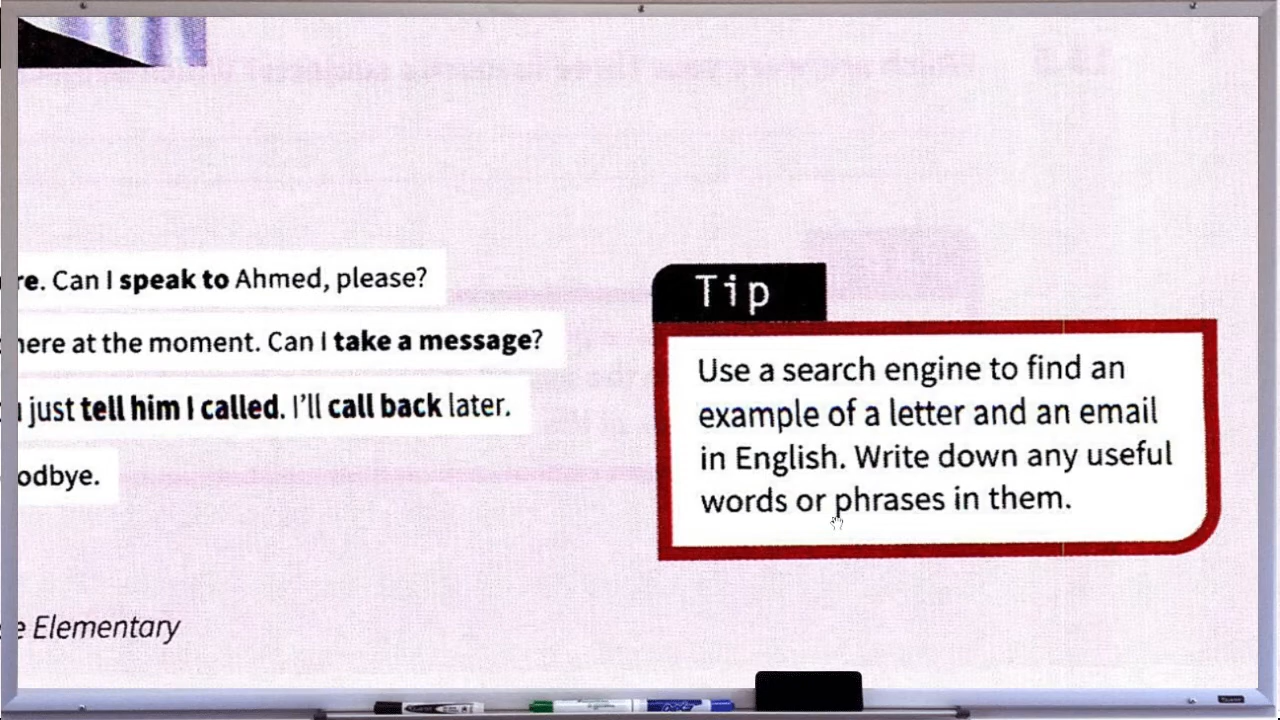 re. Can I speak to Ahmed, please?
here at the moment. Can I take a message?
just tell him I called. I'll call back later.
odbye.
Tip
Use a search engine to find an
example of a letter and an email
in English. Write down any useful
words or phrases in them.
e Elementary